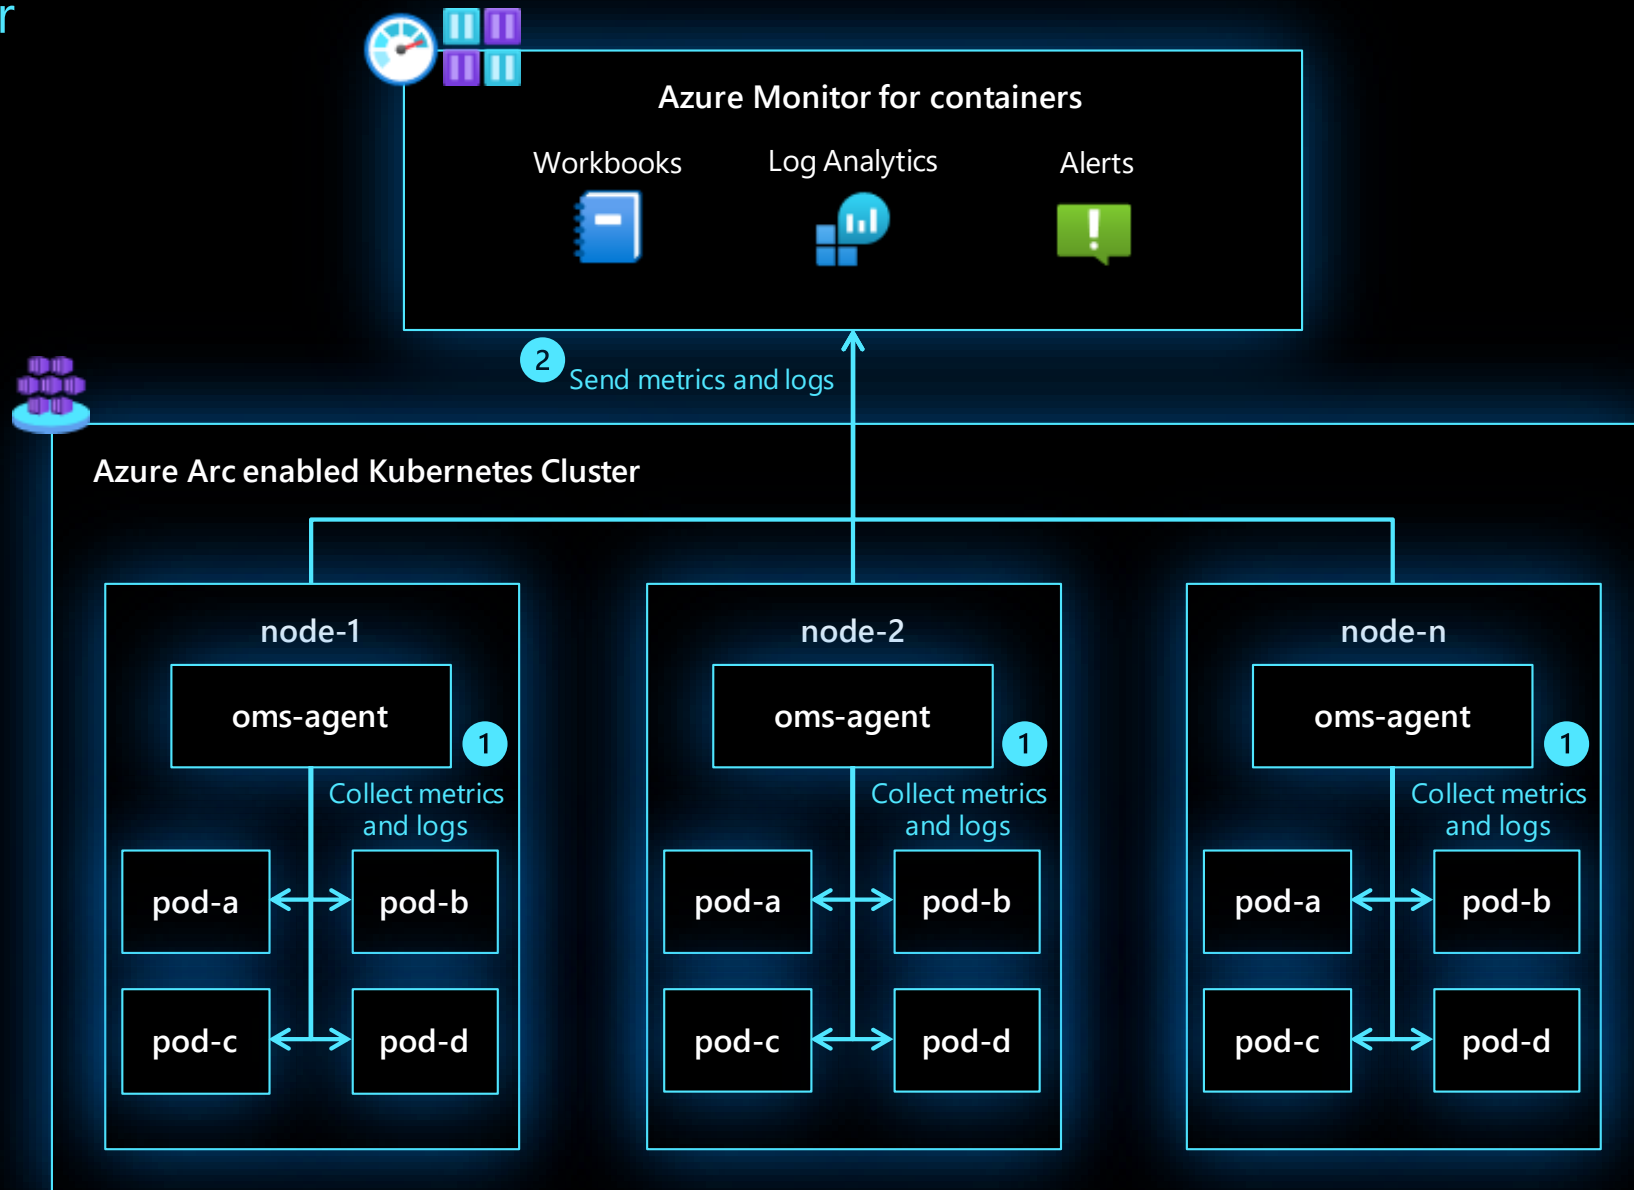 r
Azure Monitor for containers
Workbooks
Log Analytics
Alerts
2
Send metrics and logs
Azure Arc enabled Kubernetes Cluster
node-1
oms-agent
1
Collect metrics
and logs
pod-a
pod-b
pod-c
pod-d
node-2
oms-agent
1
Collect metrics
and logs
pod-a
pod-b
pod-c
pod-d
node-n
oms-agent
1
Collect metrics
and logs
pod-a
pod-b
pod-c
pod-d